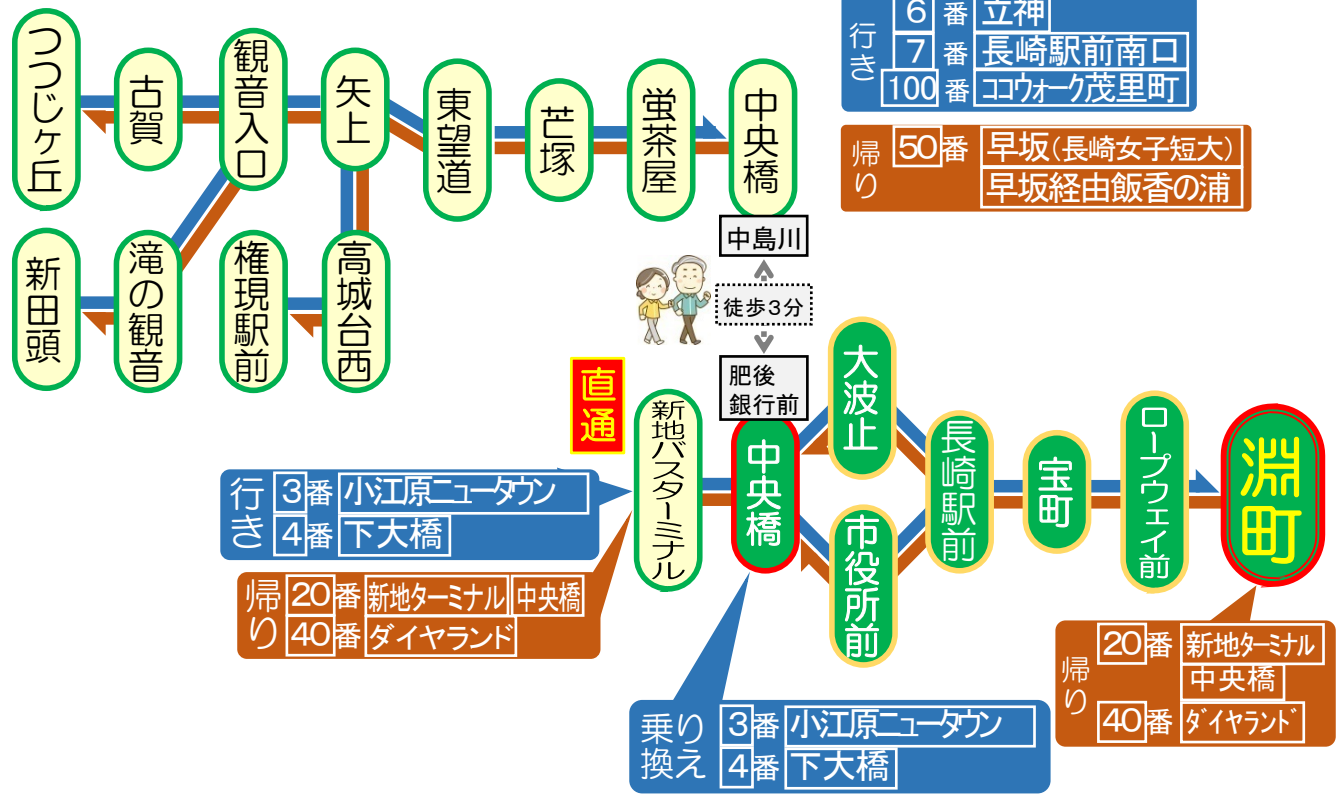 つつじヶ丘
古賀
観音入口
矢上
東望道
芒塚
蛍茶屋
中央橋
新田頭
滝の観音
権現駅前
高城台西
行き
6番 立神
7番 長崎駅前南口
100番 ココウォーク茂里町
帰り
50番 早坂(長崎女子短大)
早坂経由飯香の浦
中島川
徒歩3分
肥後
銀行前
直通
新地バスターミナル
中央橋
大波止
市役所前
長崎駅前
宝町
ロープウェイ前
淵町
行き
3番 小江原ニュータウン
4番 下大橋
帰り
20番 新地ターミナル 中央橋
40番 ダイヤランド
乗り
換え
3番 小江原ニュータウン
4番 下大橋
帰り
20番 新地ターミナル
中央橋
40番 ダイヤランド